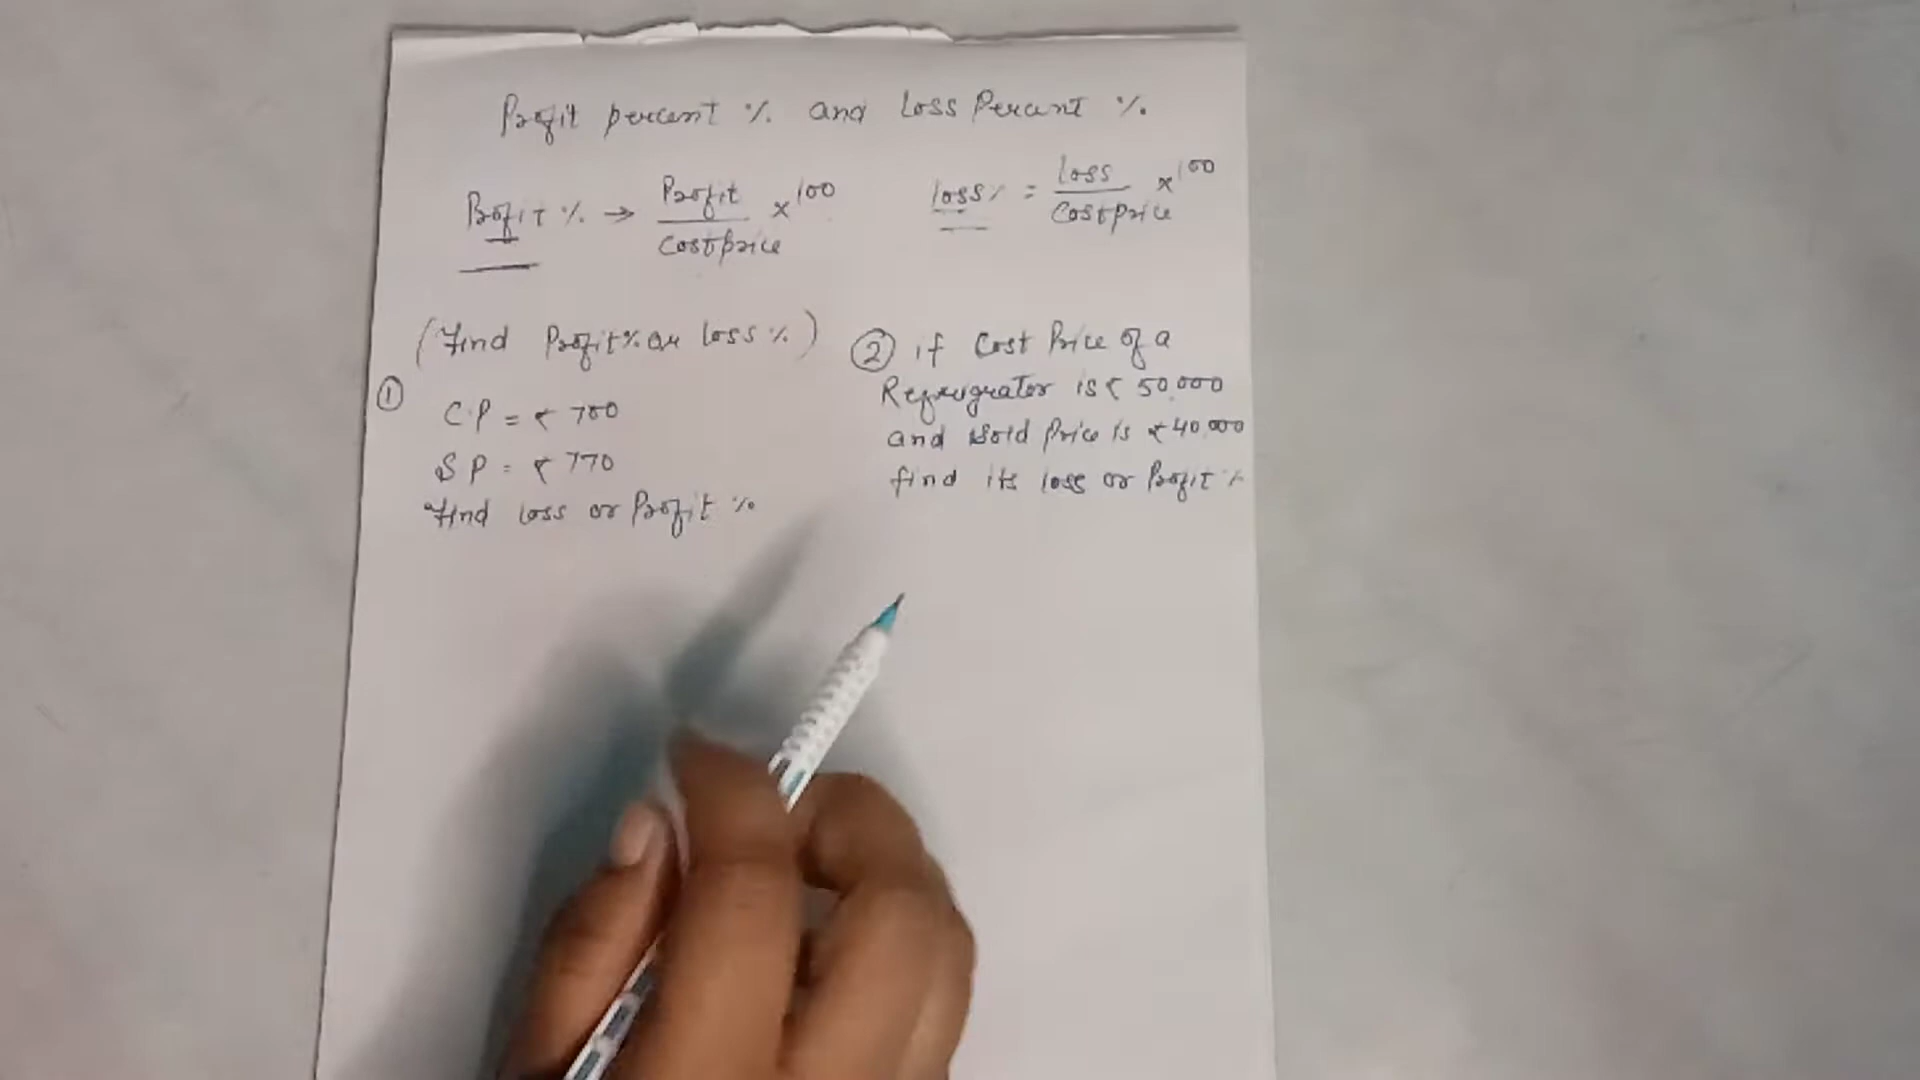 Profit percent % and Loss Percent %
Profit % → Profit / Cost price × 100
loss % = loss / Cost price × 100
(Find Profit % or loss %)
① C.P = ₹ 700
S P = ₹ 770
Find loss or Profit %
② if Cost Price of a
Refrigrator is ₹ 50,000
and Sold Price is ₹ 40,000
find its loss or Profit %